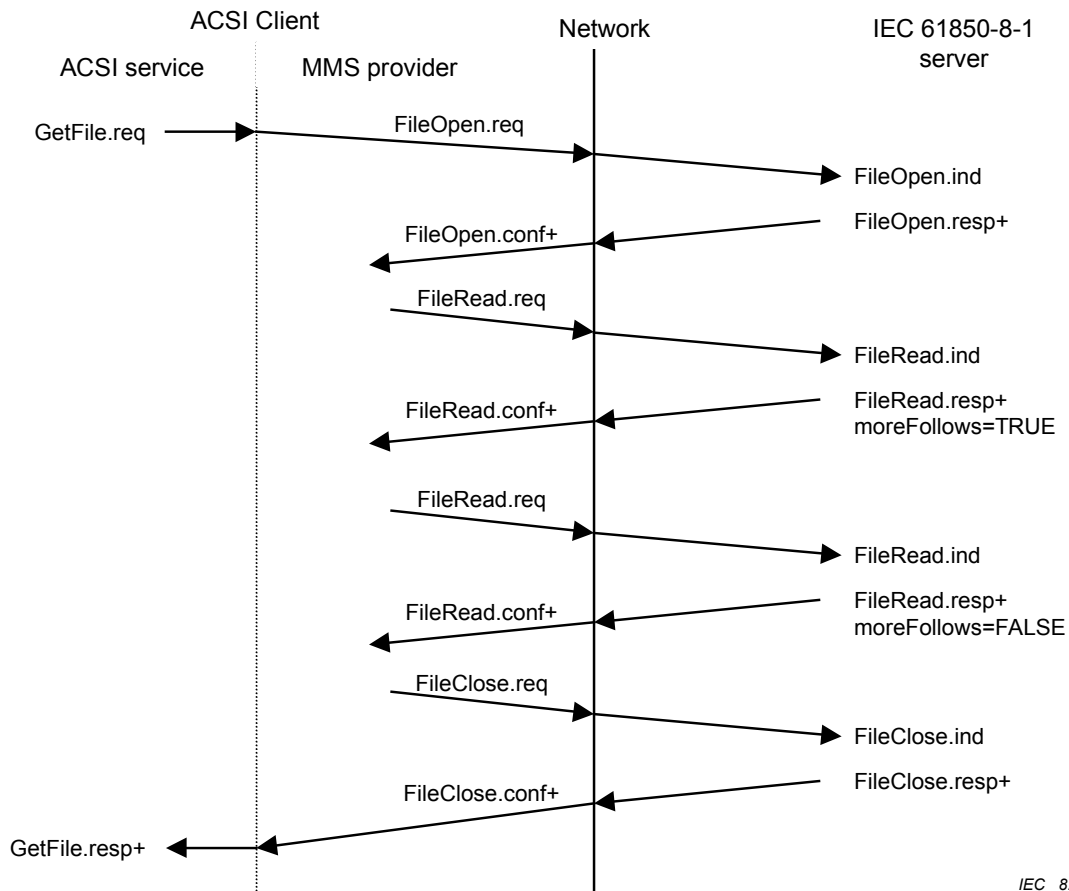 ACSI Client
Network
IEC 61850-8-1
server
ACSI service
MMS provider
GetFile.req
FileOpen.req
FileOpen.ind
FileOpen.resp+
FileOpen.conf+
FileRead.req
FileRead.ind
FileRead.resp+
moreFollows=TRUE
FileRead.conf+
FileRead.req
FileRead.ind
FileRead.resp+
moreFollows=FALSE
FileRead.conf+
FileClose.req
FileClose.ind
FileClose.resp+
FileClose.conf+
GetFile.resp+
IEC